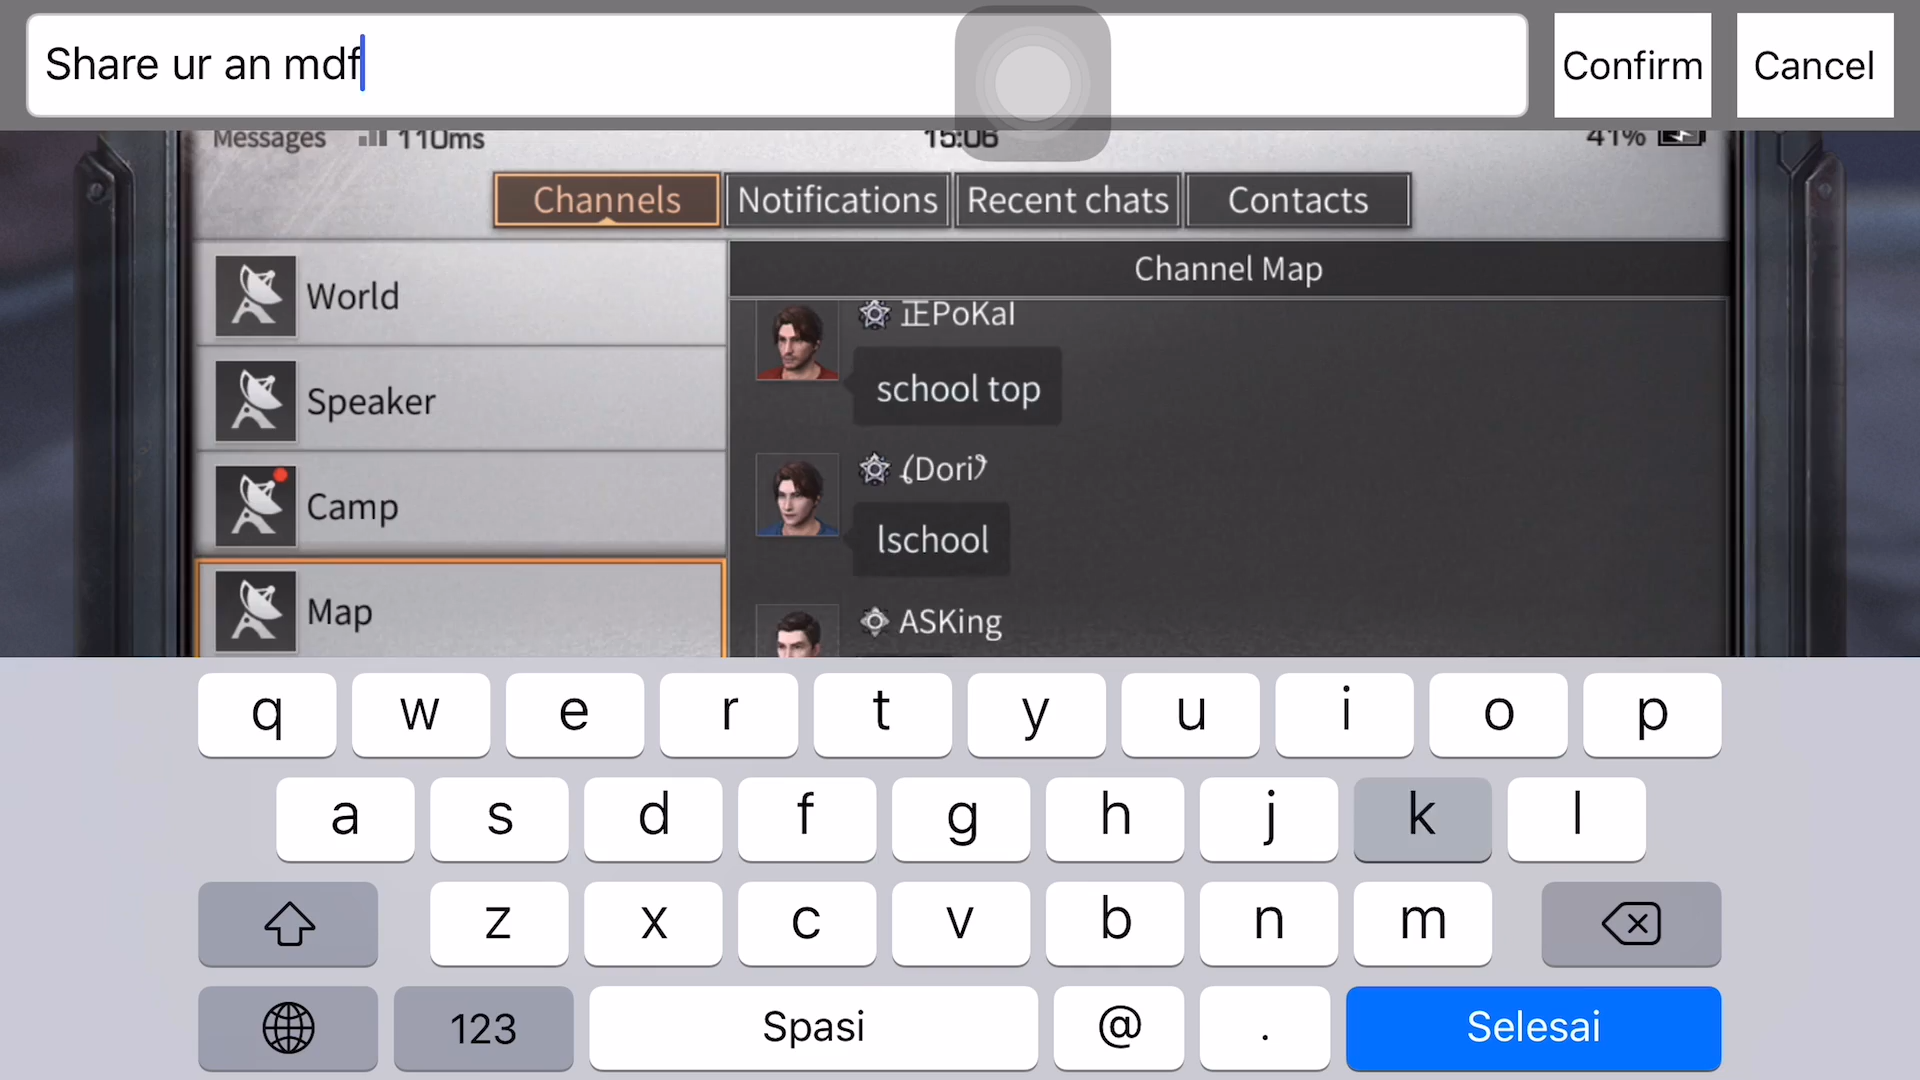 Share ur an mdf
Confirm
Cancel
Messages 110ms
15:06
41%
Channels
Notifications
Recent chats
Contacts
World
Speaker
Camp
Map
Channel Map
正PoKaI
school top
⦗Dori⦘
lschool
ASKing
q w e r t y u i o p
a s d f g h j k l
z x c v b n m
123 Spasi @ . Selesai